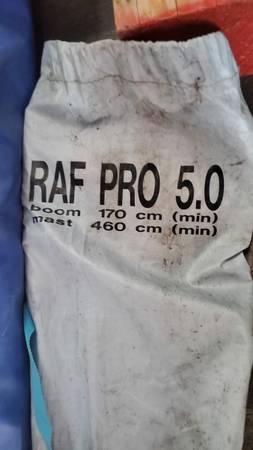 RAF PRO 5.0
boom 170 cm (min)
mast 460 cm (min)